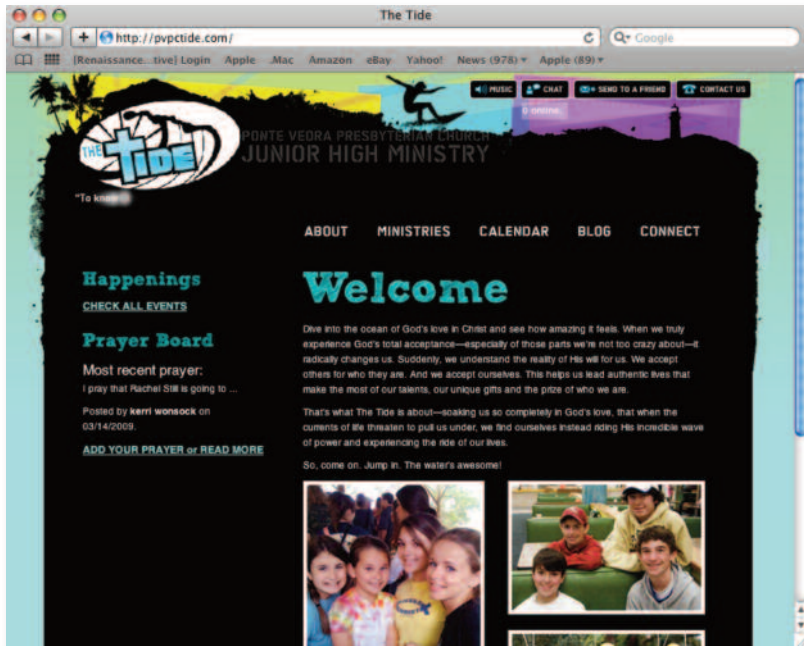 The Tide
http://pvpctide.com/
Google
[Renaissance...tive] Login Apple .Mac Amazon eBay Yahoo! News (978) Apple (89)
MUSIC CHAT SEND TO A FRIEND CONTACT US
0 online.
THE TIDE
PONTE VEDRA PRESBYTERIAN CHURCH
JUNIOR HIGH MINISTRY
"To know
ABOUT MINISTRIES CALENDAR BLOG CONNECT
Happenings
CHECK ALL EVENTS
Prayer Board
Most recent prayer:
I pray that Rachel Still is going to ...
Posted by kerri wonsock on
03/14/2009.
ADD YOUR PRAYER or READ MORE
Welcome
Dive into the ocean of God's love in Christ and see how amazing it feels. When we truly
experience God's total acceptance—especially of those parts we're not too crazy about—it
radically changes us. Suddenly, we understand the reality of His will for us. We accept
others for who they are. And we accept ourselves. This helps us lead authentic lives that
make the most of our talents, our unique gifts and the prize of who we are.
That's what The Tide is about—soaking us so completely in God's love, that when the
currents of life threaten to pull us under, we find ourselves instead riding His incredible wave
of power and experiencing the ride of our lives.
So, come on. Jump in. The water's awesome!